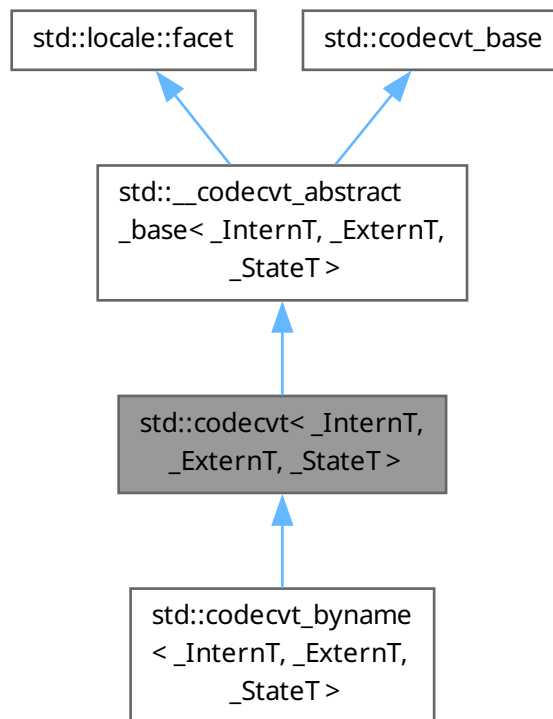 std::locale::facet
std::codecvt_base
std::__codecvt_abstract
_base< _InternT, _ExternT,
_StateT >
std::codecvt< _InternT,
_ExternT, _StateT >
std::codecvt_byname
< _InternT, _ExternT,
_StateT >